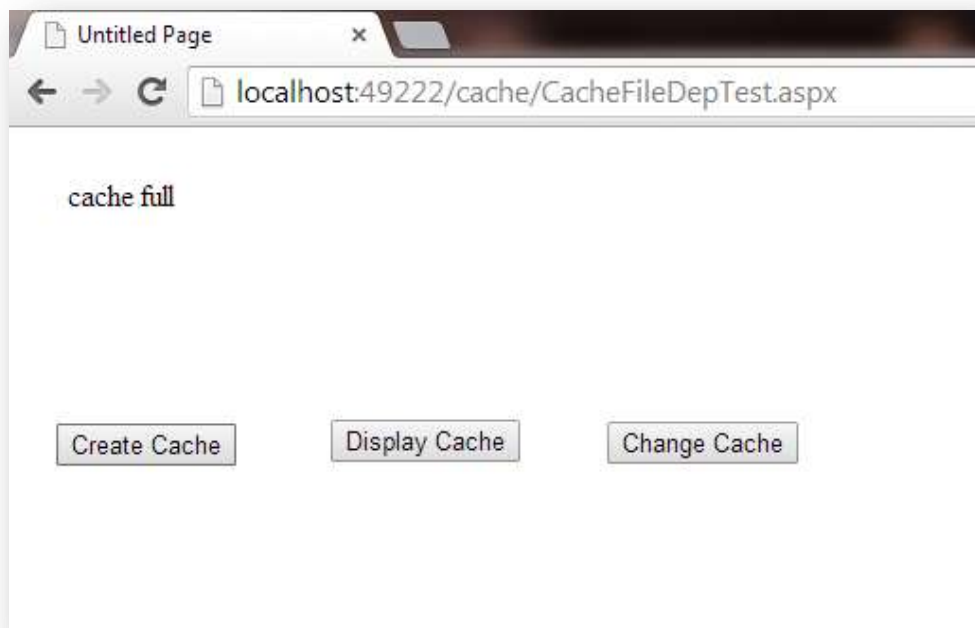 Untitled Page
localhost:49222/cache/CacheFileDepTest.aspx
cache full
Create Cache
Display Cache
Change Cache